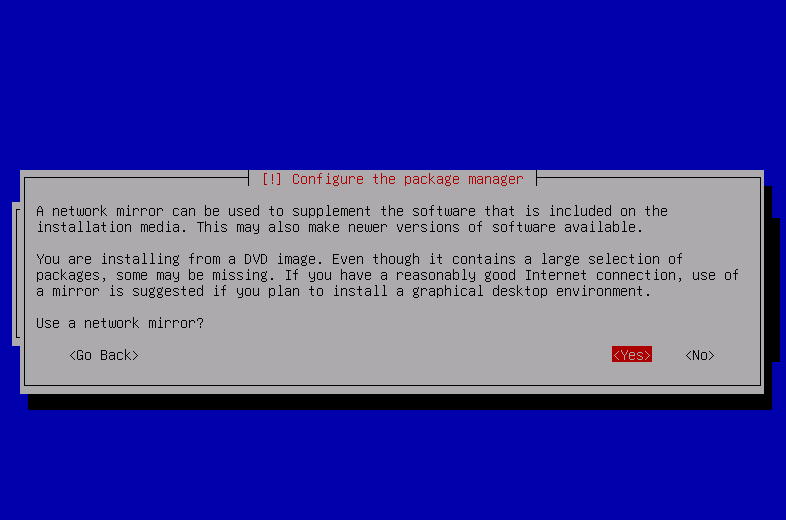 [!] Configure the package manager
A network mirror can be used to supplement the software that is included on the
installation media. This may also make newer versions of software available.
You are installing from a DVD image. Even though it contains a large selection of
packages, some may be missing. If you have a reasonably good Internet connection, use of
a mirror is suggested if you plan to install a graphical desktop environment.
Use a network mirror?
<Go Back> <Yes> <No>